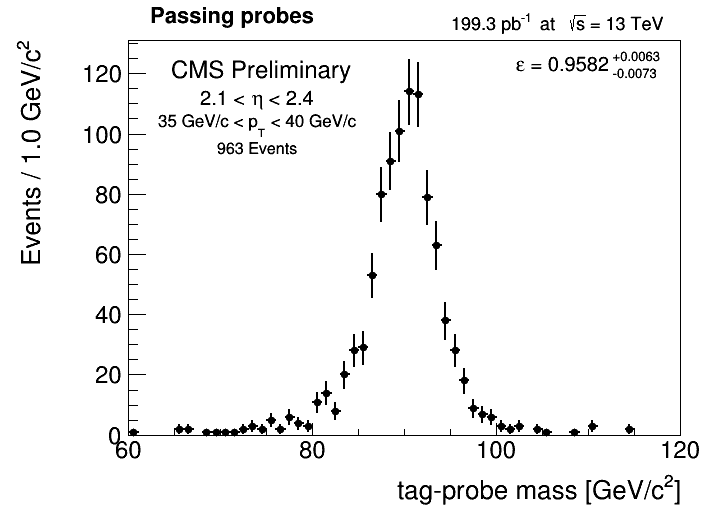 Passing probes
199.3 pb⁻¹ at √s = 13 TeV
CMS Preliminary
2.1 < η < 2.4
35 GeV/c < p_T < 40 GeV/c
963 Events
ε = 0.9582 +0.0063 -0.0073
Events / 1.0 GeV/c²
120
100
80
60
40
20
0
60 80 100 120
tag-probe mass [GeV/c²]